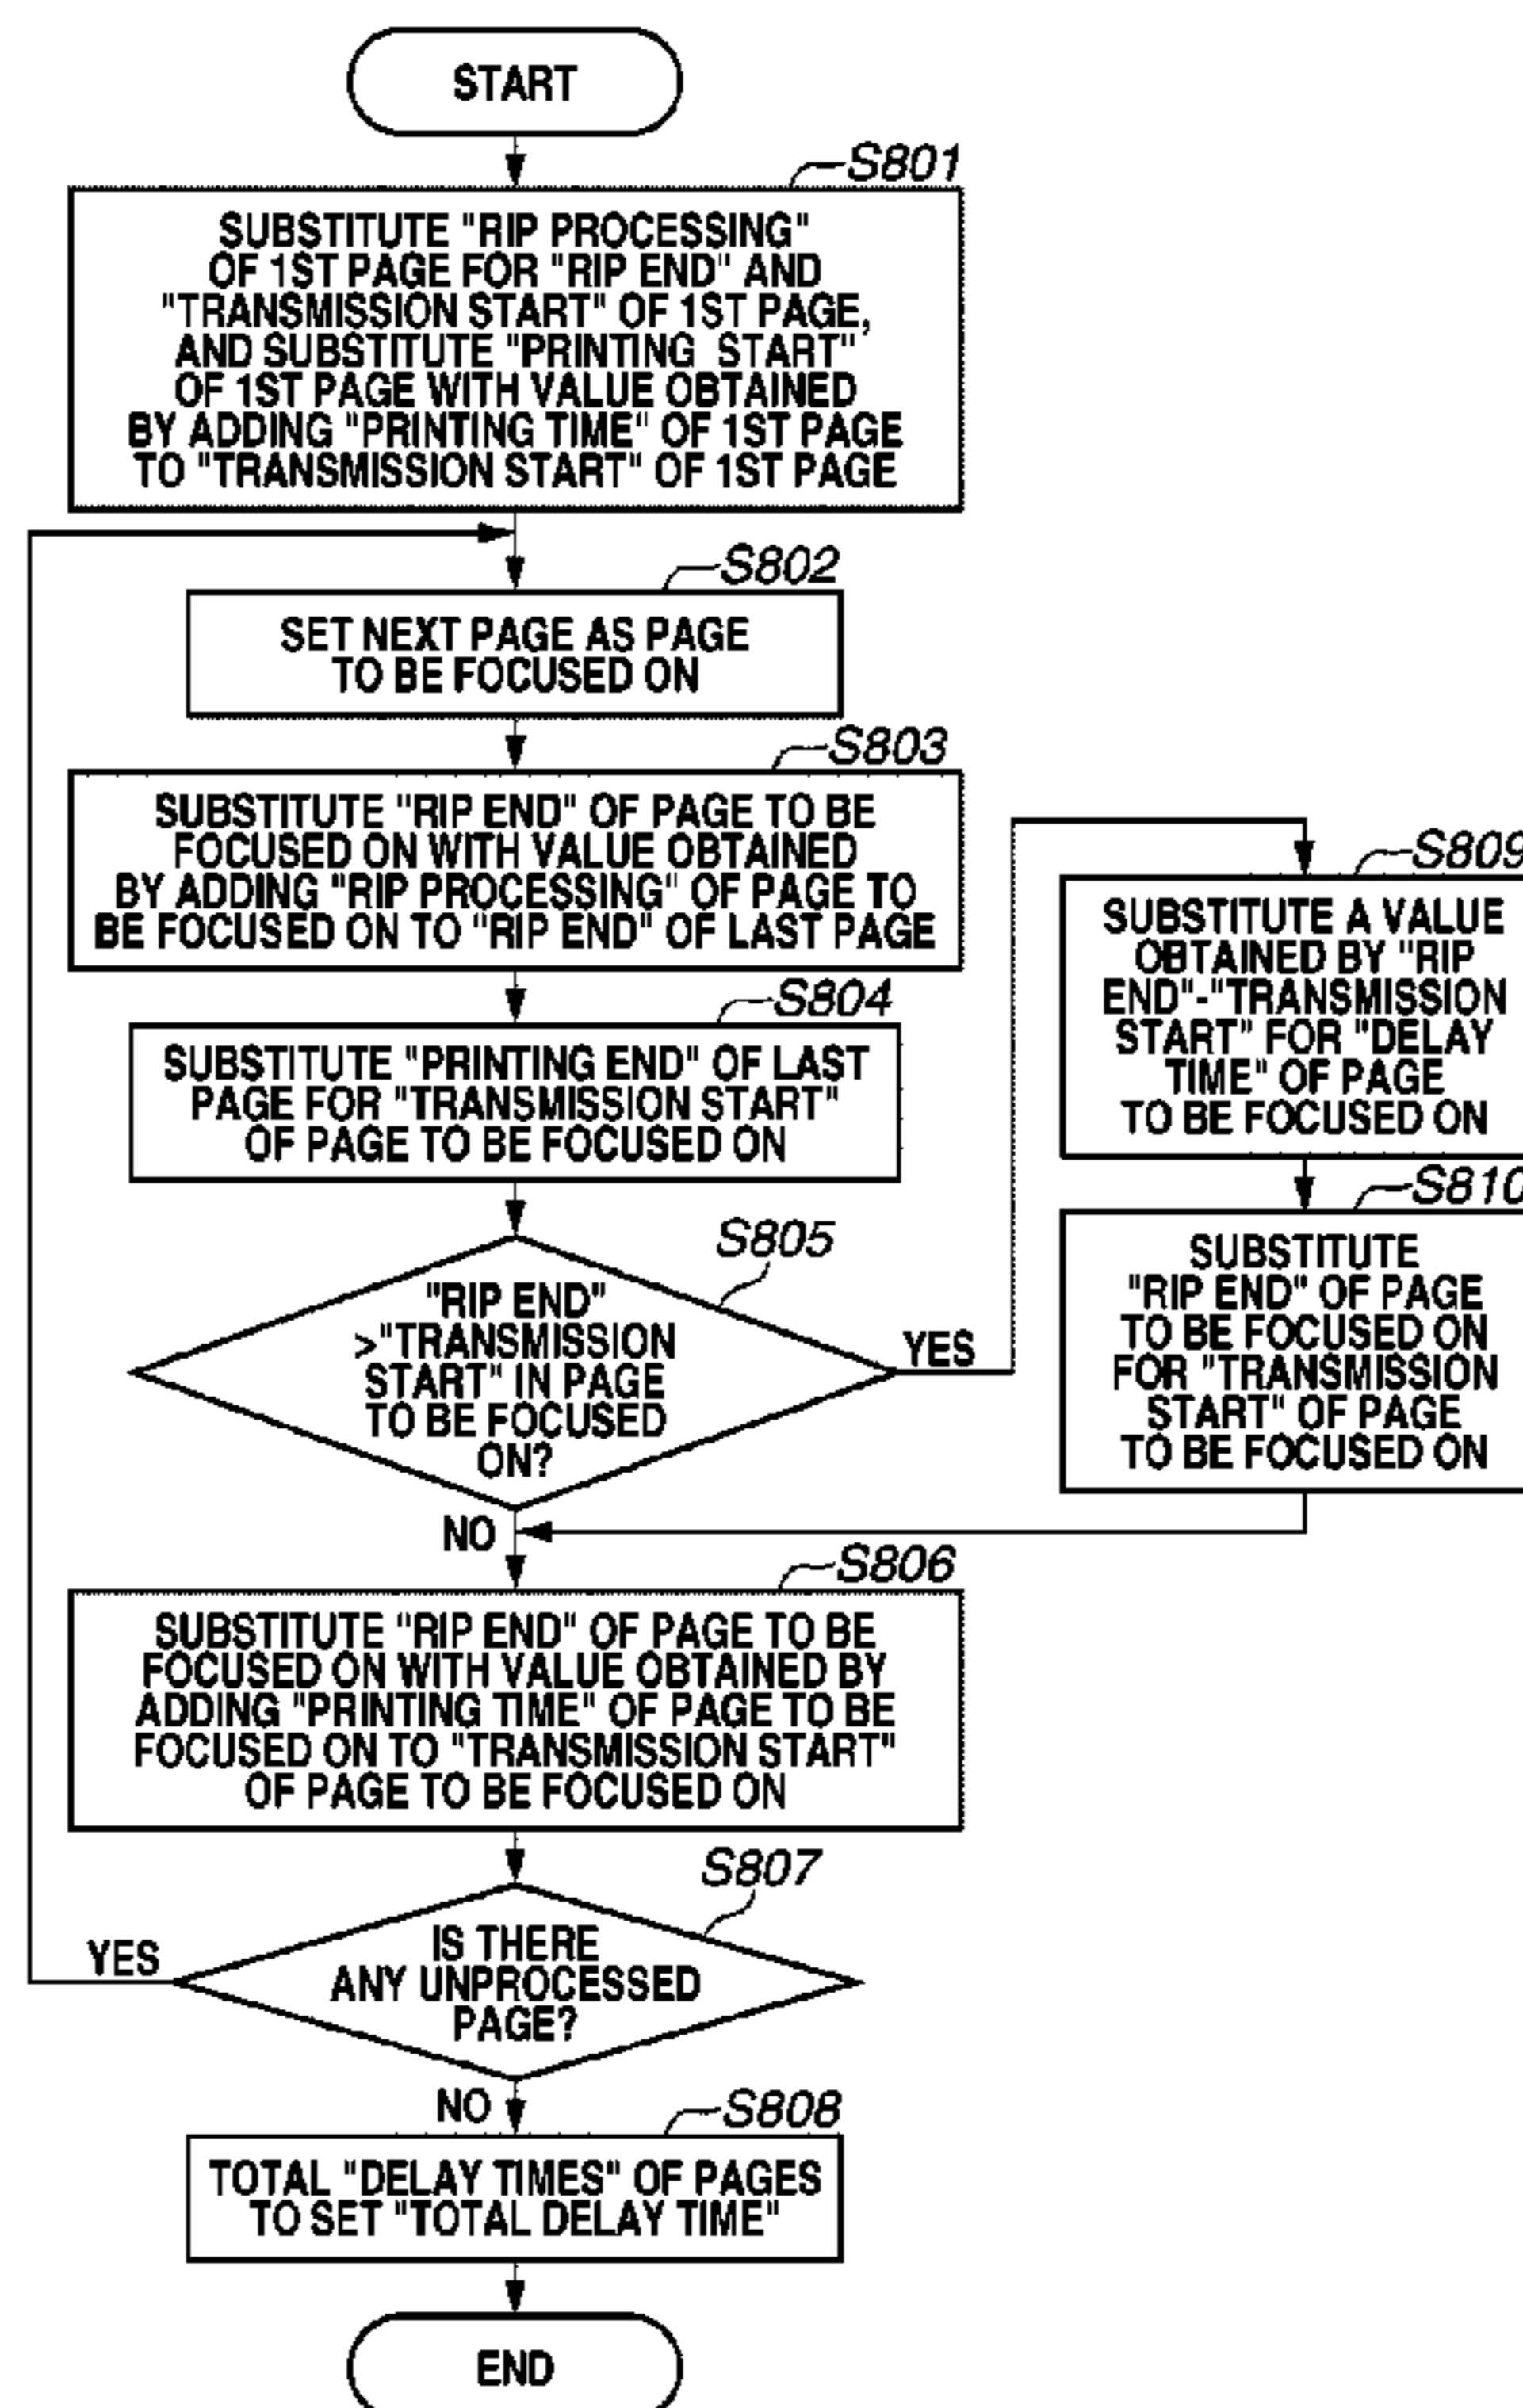 START
S801
SUBSTITUTE "RIP PROCESSING"
OF 1ST PAGE FOR "RIP END" AND
"TRANSMISSION START" OF 1ST PAGE,
AND SUBSTITUTE "PRINTING START"
OF 1ST PAGE WITH VALUE OBTAINED
BY ADDING "PRINTING TIME" OF 1ST PAGE
TO "TRANSMISSION START" OF 1ST PAGE
S802
SET NEXT PAGE AS PAGE
TO BE FOCUSED ON
S803
SUBSTITUTE "RIP END" OF PAGE TO BE
FOCUSED ON WITH VALUE OBTAINED
BY ADDING "RIP PROCESSING" OF PAGE TO
BE FOCUSED ON TO "RIP END" OF LAST PAGE
S804
SUBSTITUTE "PRINTING END" OF LAST
PAGE FOR "TRANSMISSION START"
OF PAGE TO BE FOCUSED ON
S805
"RIP END"
>"TRANSMISSION
START" IN PAGE
TO BE FOCUSED
ON?
YES
NO
S809
SUBSTITUTE A VALUE
OBTAINED BY "RIP
END"-"TRANSMISSION
START" FOR "DELAY
TIME" OF PAGE
TO BE FOCUSED ON
S810
SUBSTITUTE
"RIP END" OF PAGE
TO BE FOCUSED ON
FOR "TRANSMISSION
START" OF PAGE
TO BE FOCUSED ON
S806
SUBSTITUTE "RIP END" OF PAGE TO BE
FOCUSED ON WITH VALUE OBTAINED BY
ADDING "PRINTING TIME" OF PAGE TO BE
FOCUSED ON TO "TRANSMISSION START"
OF PAGE TO BE FOCUSED ON
S807
IS THERE
ANY UNPROCESSED
PAGE?
YES
NO
S808
TOTAL "DELAY TIMES" OF PAGES
TO SET "TOTAL DELAY TIME"
END